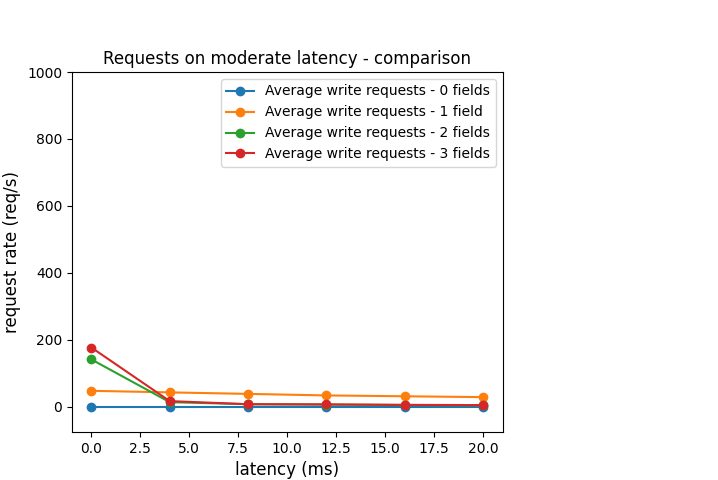 Requests on moderate latency - comparison
Average write requests - 0 fields
Average write requests - 1 field
Average write requests - 2 fields
Average write requests - 3 fields
1000
800
600
400
200
0
request rate (req/s)
0.0 2.5 5.0 7.5 10.0 12.5 15.0 17.5 20.0
latency (ms)